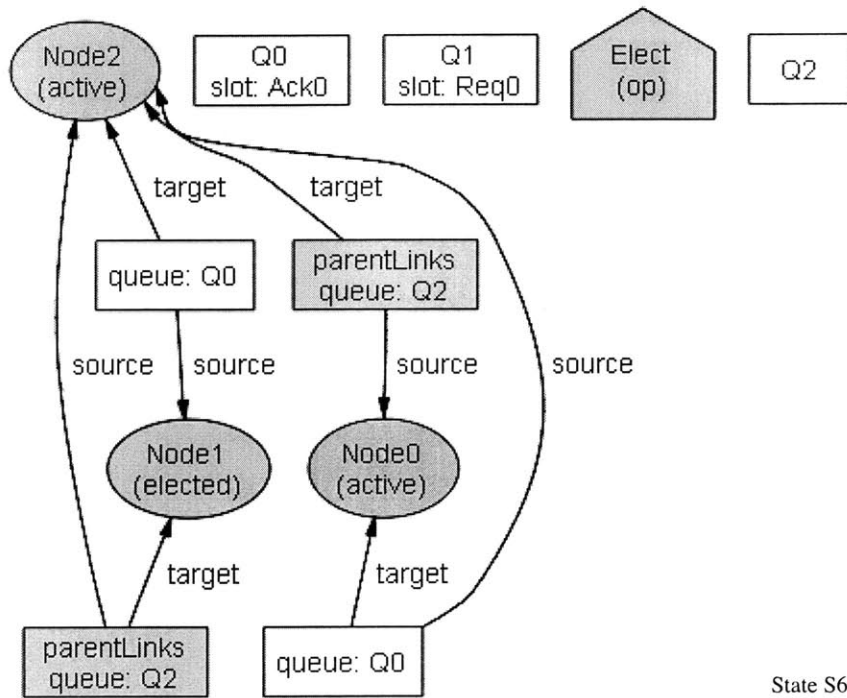 Node2
(active)
Q0
slot: Ack0
Q1
slot: Req0
Elect
(op)
Q2
target
target
queue: Q0
parentLinks
queue: Q2
source
source
source
source
Node1
(elected)
Node0
(active)
target
target
parentLinks
queue: Q2
queue: Q0
State S6